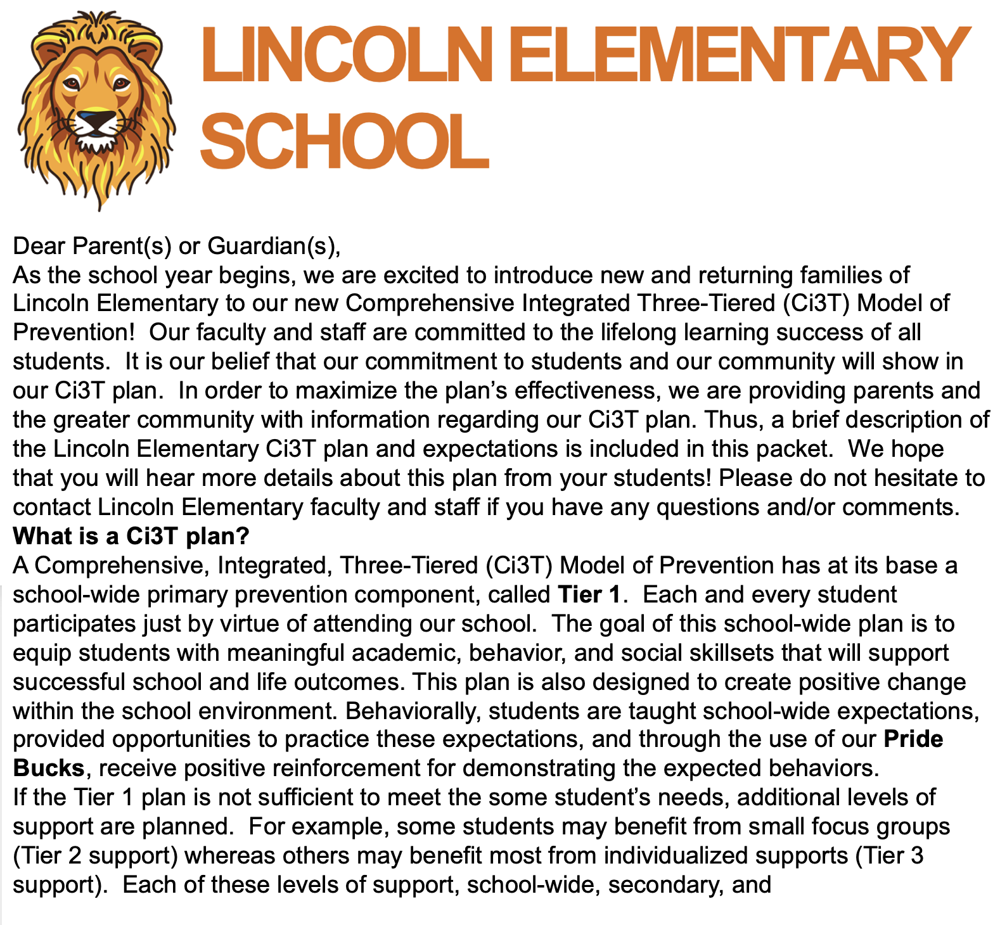 LINCOLN ELEMENTARY
SCHOOL
Dear Parent(s) or Guardian(s),
As the school year begins, we are excited to introduce new and returning families of
Lincoln Elementary to our new Comprehensive Integrated Three-Tiered (Ci3T) Model of
Prevention!  Our faculty and staff are committed to the lifelong learning success of all
students.  It is our belief that our commitment to students and our community will show in
our Ci3T plan.  In order to maximize the plan’s effectiveness, we are providing parents and
the greater community with information regarding our Ci3T plan. Thus, a brief description of
the Lincoln Elementary Ci3T plan and expectations is included in this packet.  We hope
that you will hear more details about this plan from your students! Please do not hesitate to
contact Lincoln Elementary faculty and staff if you have any questions and/or comments.
What is a Ci3T plan?
A Comprehensive, Integrated, Three-Tiered (Ci3T) Model of Prevention has at its base a
school-wide primary prevention component, called Tier 1.  Each and every student
participates just by virtue of attending our school.  The goal of this school-wide plan is to
equip students with meaningful academic, behavior, and social skillsets that will support
successful school and life outcomes. This plan is also designed to create positive change
within the school environment. Behaviorally, students are taught school-wide expectations,
provided opportunities to practice these expectations, and through the use of our Pride
Bucks, receive positive reinforcement for demonstrating the expected behaviors.
If the Tier 1 plan is not sufficient to meet the some student’s needs, additional levels of
support are planned.  For example, some students may benefit from small focus groups
(Tier 2 support) whereas others may benefit most from individualized supports (Tier 3
support).  Each of these levels of support, school-wide, secondary, and